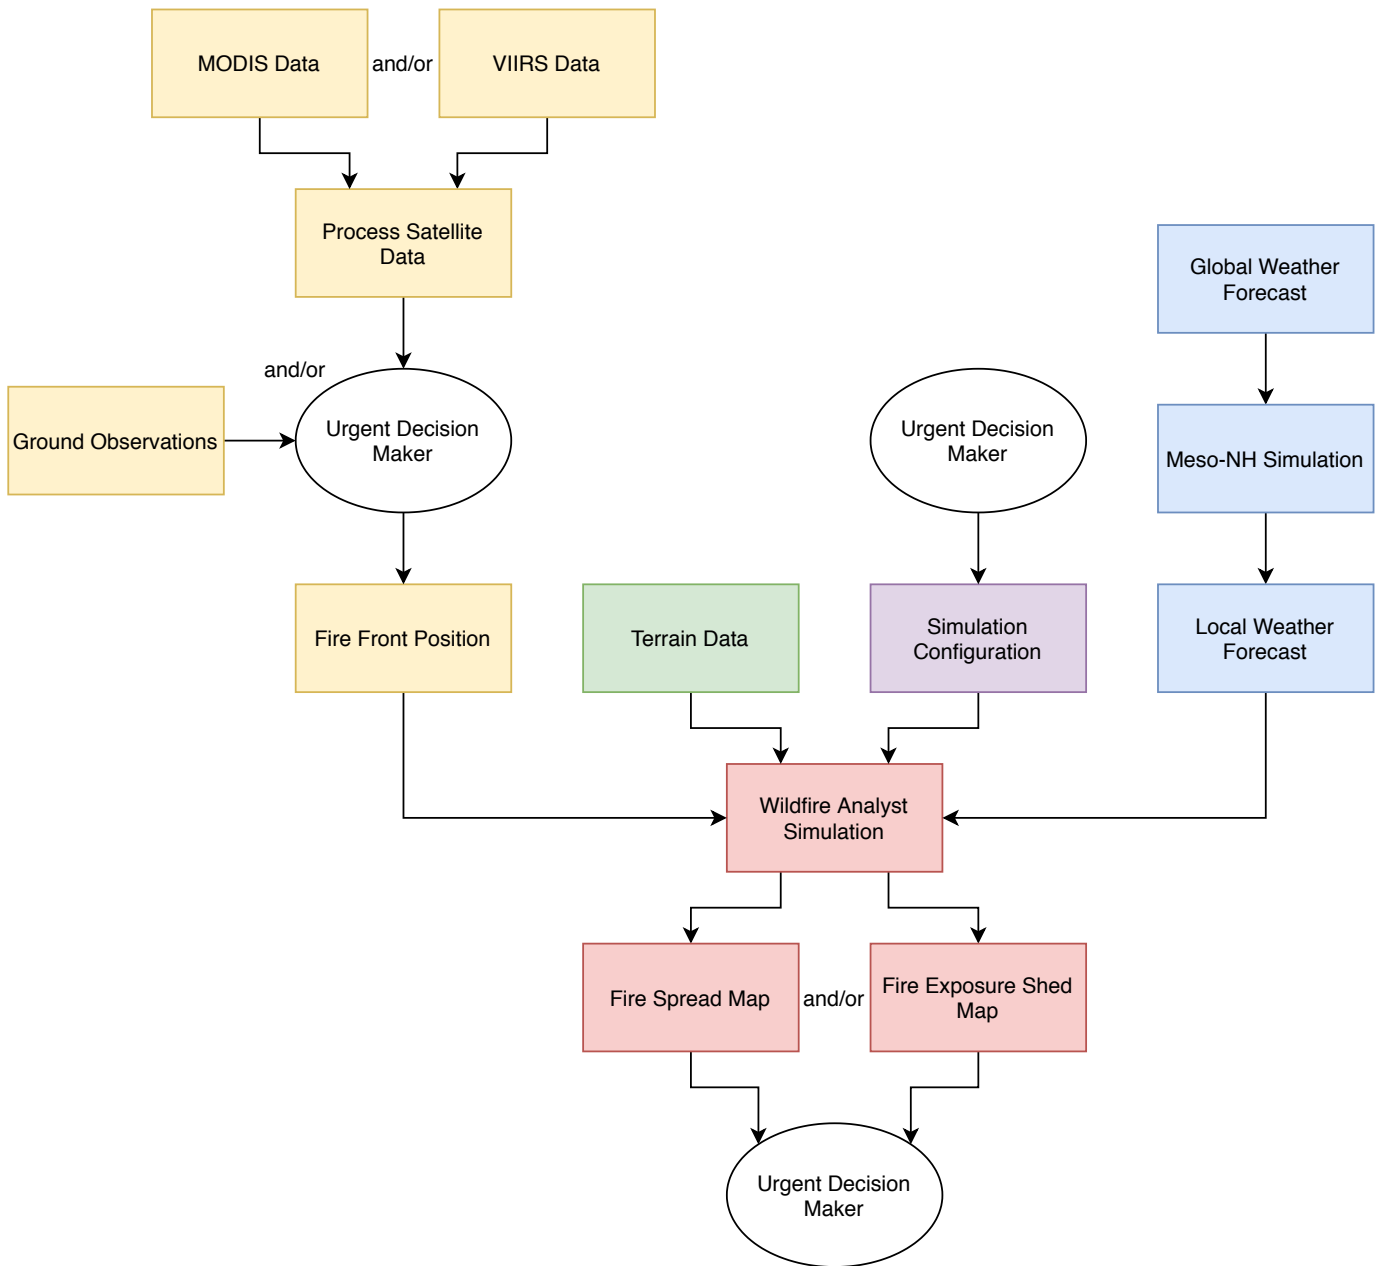 MODIS Data
and/or
VIIRS Data
Process Satellite
Data
Global Weather
Forecast
and/or
Ground Observations
Urgent Decision
Maker
Urgent Decision
Maker
Meso-NH Simulation
Fire Front Position
Terrain Data
Simulation
Configuration
Local Weather
Forecast
Wildfire Analyst
Simulation
Fire Spread Map
and/or
Fire Exposure Shed
Map
Urgent Decision
Maker